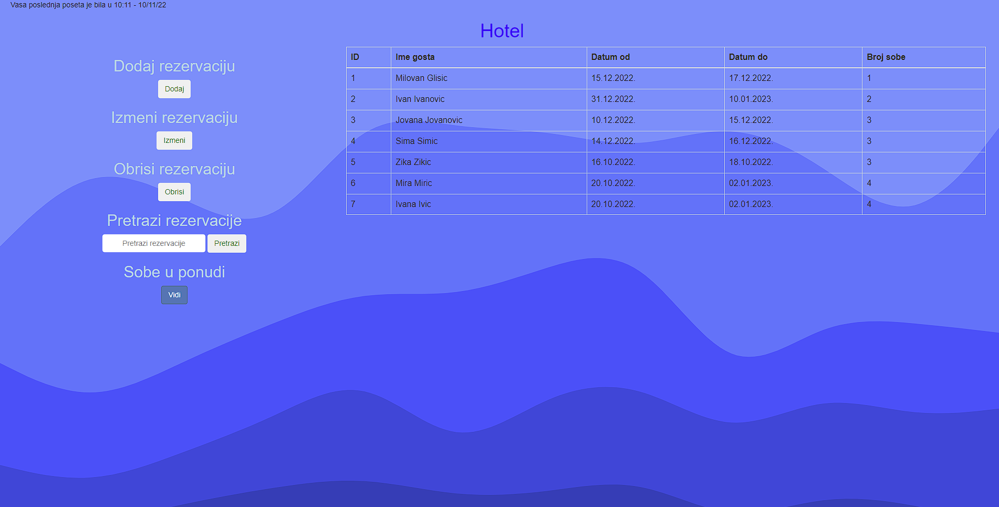 Vasa poslednja poseta je bila u 10:11 - 10/11/22
Hotel
Dodaj rezervaciju
Dodaj
Izmeni rezervaciju
Izmeni
Obrisi rezervaciju
Obrisi
Pretrazi rezervacije
Pretrazi rezervacije Pretrazi
Sobe u ponudi
Vidi
ID Ime gosta Datum od Datum do Broj sobe
1 Milovan Glisic 15.12.2022. 17.12.2022. 1
2 Ivan Ivanovic 31.12.2022. 10.01.2023. 2
3 Jovana Jovanovic 10.12.2022. 15.12.2022. 3
4 Sima Simic 14.12.2022. 16.12.2022. 3
5 Zika Zikic 16.10.2022. 18.10.2022. 3
6 Mira Miric 20.10.2022. 02.01.2023. 4
7 Ivana Ivic 20.10.2022. 02.01.2023. 4